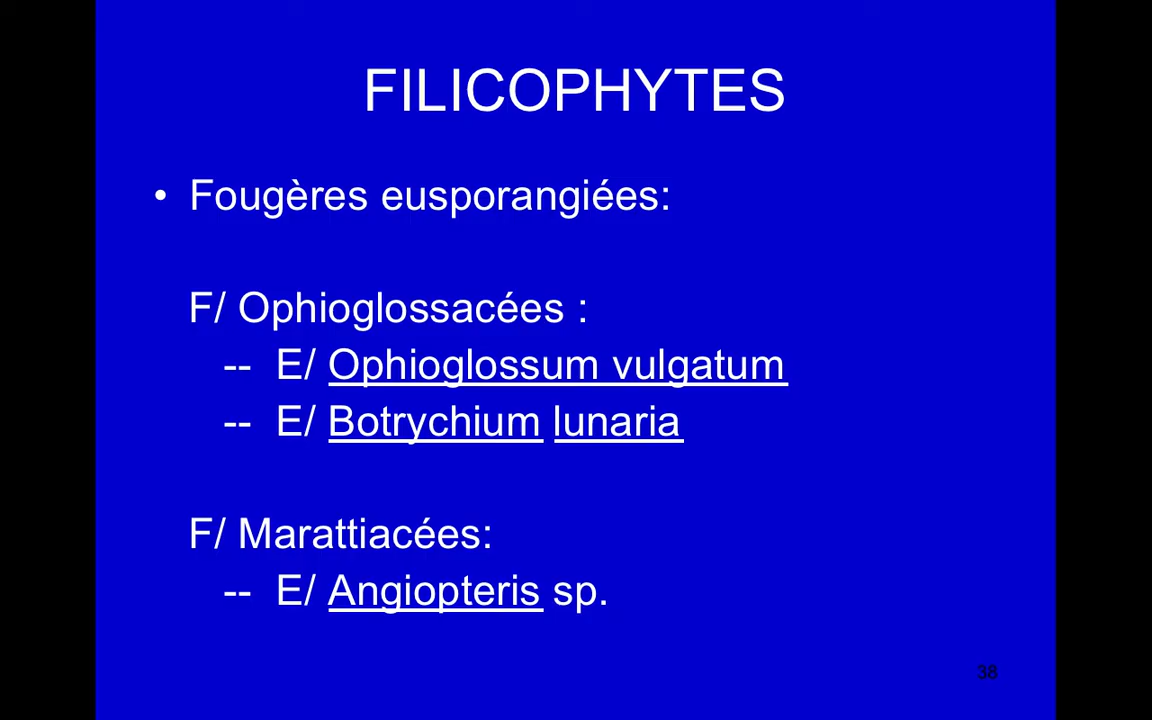 FILICOPHYTES
• Fougères eusporangiées:
F/ Ophioglossacées :
-- E/ Ophioglossum vulgatum
-- E/ Botrychium lunaria
F/ Marattiacées:
-- E/ Angiopteris sp.
38